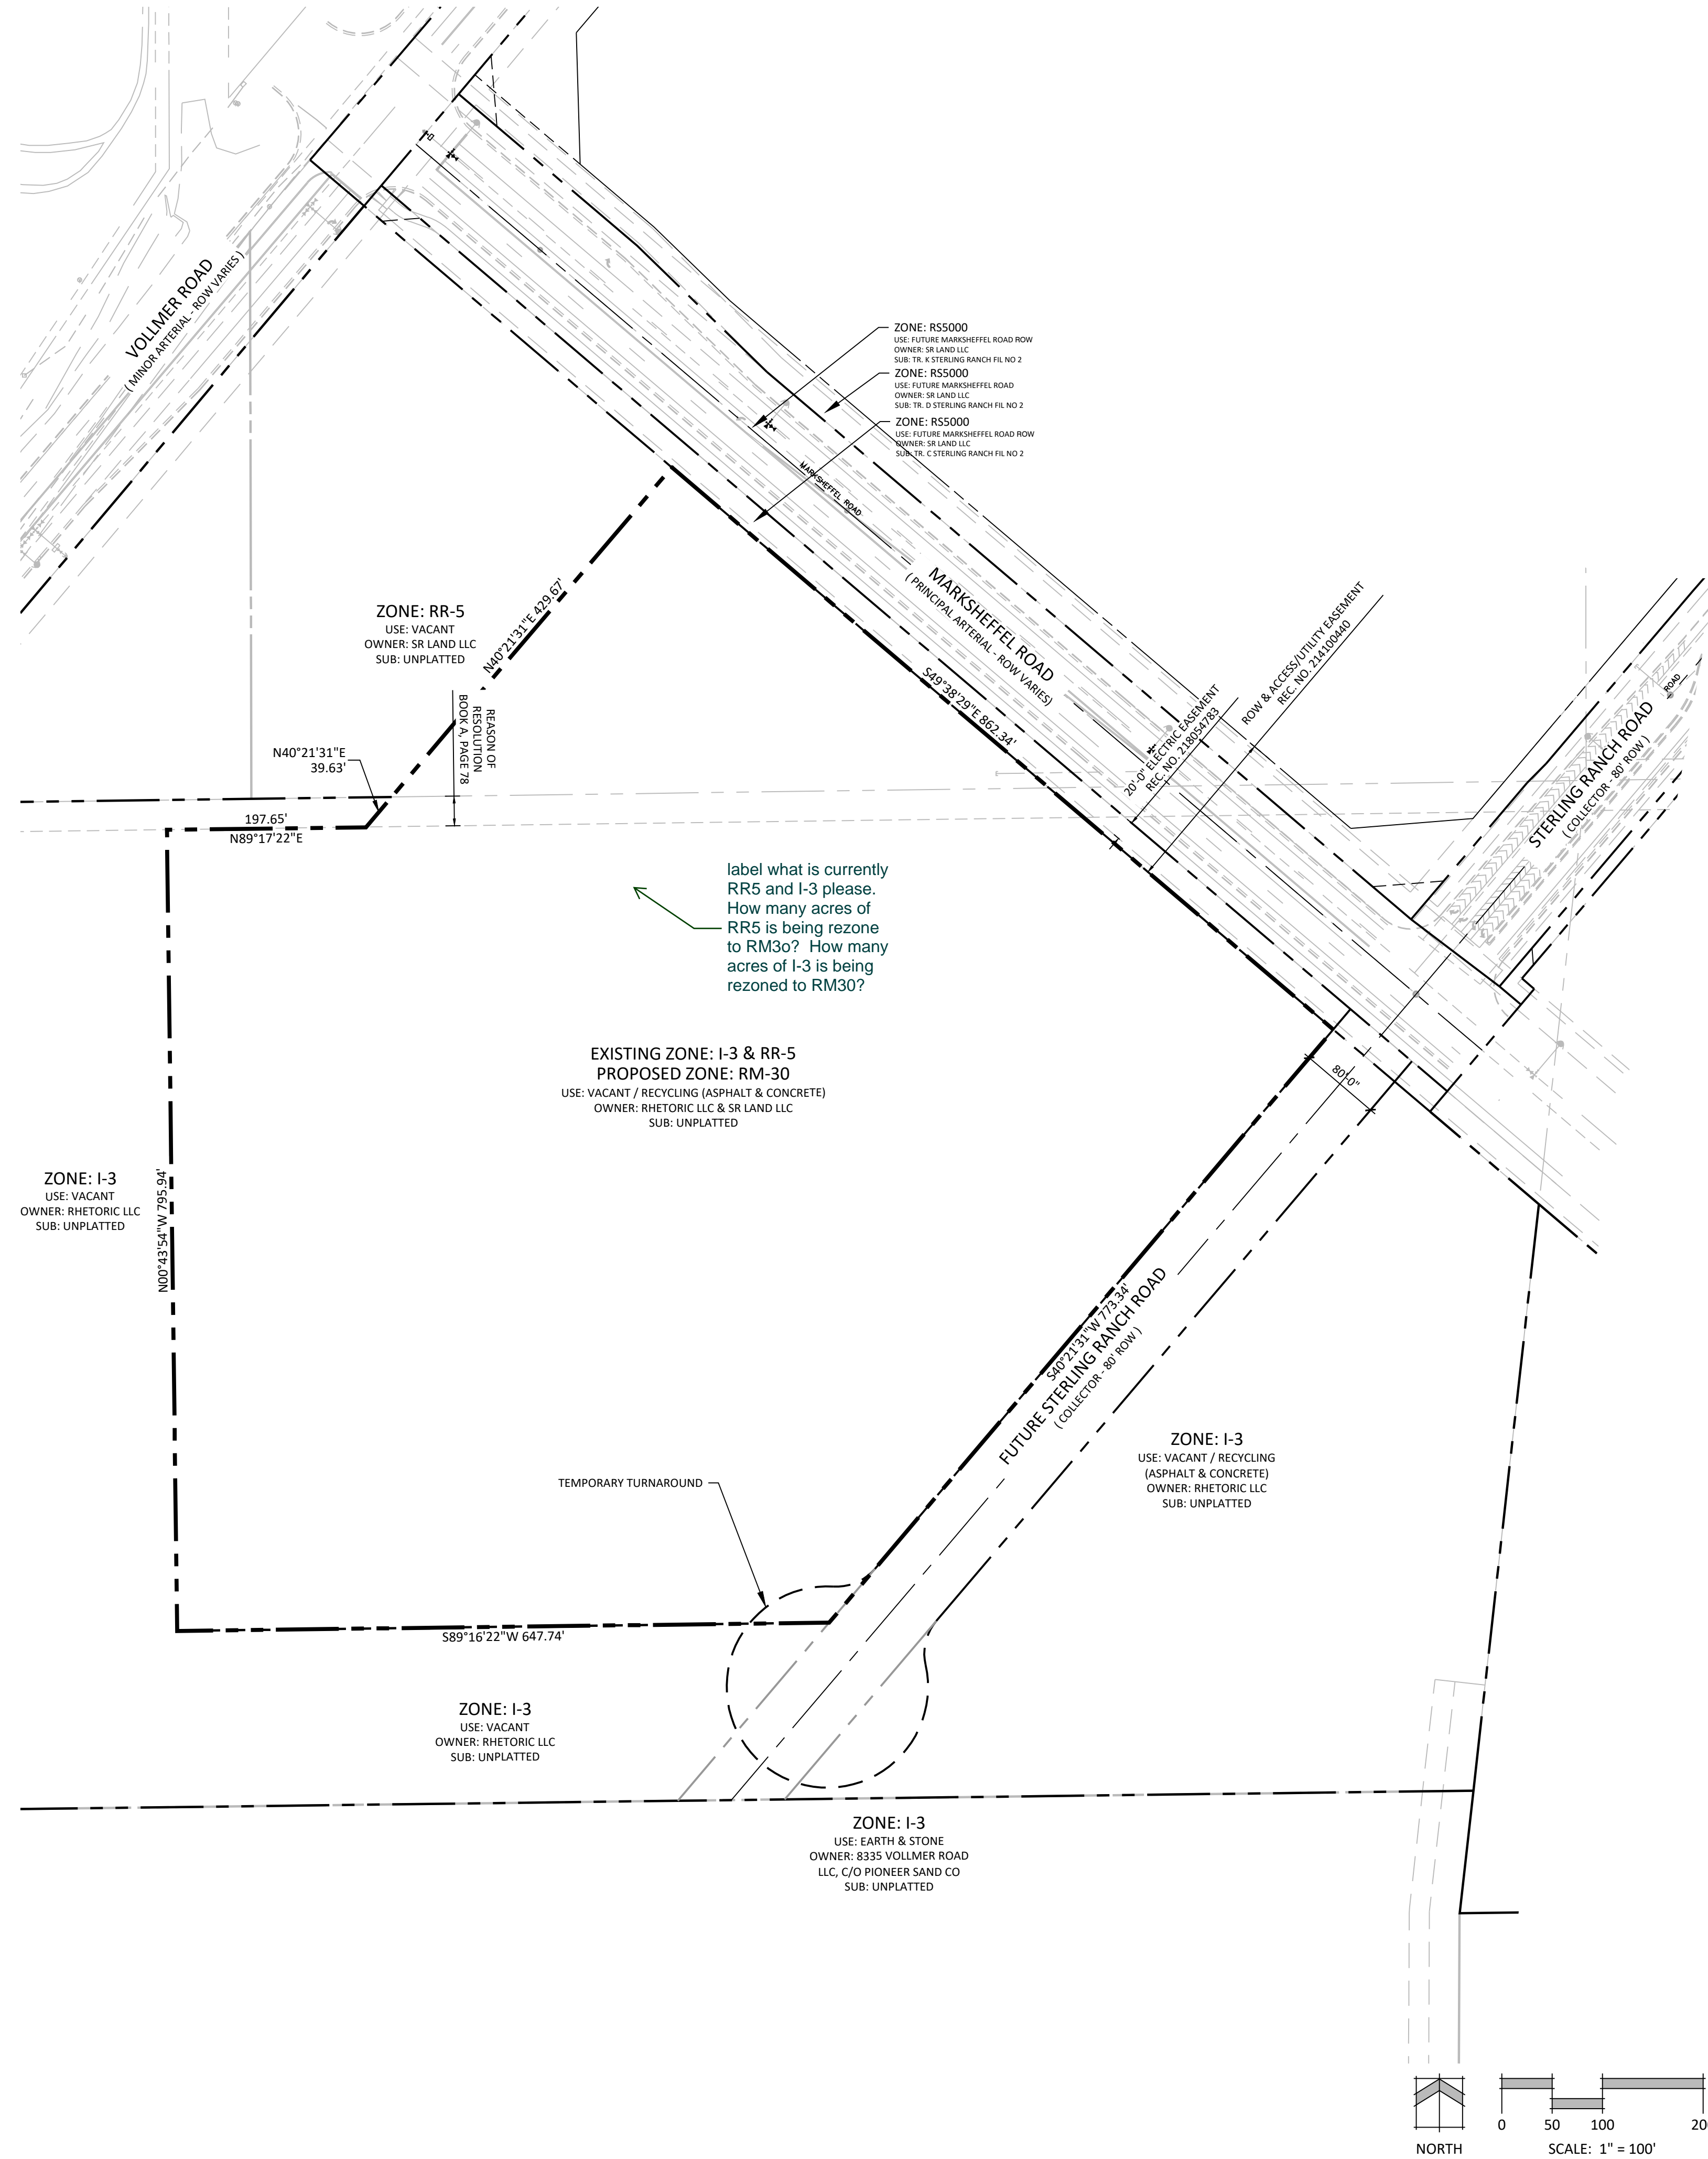 VOLLMER ROAD
( MINOR ARTERIAL - ROW VARIES )
ZONE: RS5000
USE: FUTURE MARKSHEFFEL ROAD ROW
OWNER: SR LAND LLC
SUB: TR. K STERLING RANCH FIL NO 2
ZONE: RS5000
USE: FUTURE MARKSHEFFEL ROAD
OWNER: SR LAND LLC
SUB: TR. D STERLING RANCH FIL NO 2
ZONE: RS5000
USE: FUTURE MARKSHEFFEL ROAD ROW
OWNER: SR LAND LLC
SUB: TR. C STERLING RANCH FIL NO 2
MARKSHEFFEL ROAD
MARKSHEFFEL ROAD
( PRINCIPAL ARTERIAL - ROW VARIES)
ZONE: RR-5
USE: VACANT
OWNER: SR LAND LLC
SUB: UNPLATTED
N40°21'31"E 429.67'
S49°38'29"E 862.34'
20'-0" ELECTRIC EASEMENT
REC. NO. 218054783
ROW & ACCESS/UTILITY EASEMENT
REC. NO. 214100440
ROAD
STERLING RANCH ROAD
( COLLECTOR - 80' ROW )
REASON OF
RESOLUTION
BOOK A, PAGE 78
N40°21'31"E
39.63'
197.65'
N89°17'22"E
label what is currently
RR5 and I-3 please.
How many acres of
RR5 is being rezone
to RM3o? How many
acres of I-3 is being
rezoned to RM30?
EXISTING ZONE: I-3 & RR-5
PROPOSED ZONE: RM-30
USE: VACANT / RECYCLING (ASPHALT & CONCRETE)
OWNER: RHETORIC LLC & SR LAND LLC
SUB: UNPLATTED
80'-0"
ZONE: I-3
USE: VACANT
OWNER: RHETORIC LLC
SUB: UNPLATTED
N00°43'54"W 795.94'
S40°21'31"W 773.34'
FUTURE STERLING RANCH ROAD
( COLLECTOR - 80' ROW )
ZONE: I-3
USE: VACANT / RECYCLING
(ASPHALT & CONCRETE)
OWNER: RHETORIC LLC
SUB: UNPLATTED
TEMPORARY TURNAROUND
S89°16'22"W 647.74'
ZONE: I-3
USE: VACANT
OWNER: RHETORIC LLC
SUB: UNPLATTED
ZONE: I-3
USE: EARTH & STONE
OWNER: 8335 VOLLMER ROAD
LLC, C/O PIONEER SAND CO
SUB: UNPLATTED
0 50 100 20
NORTH
SCALE: 1" = 100'